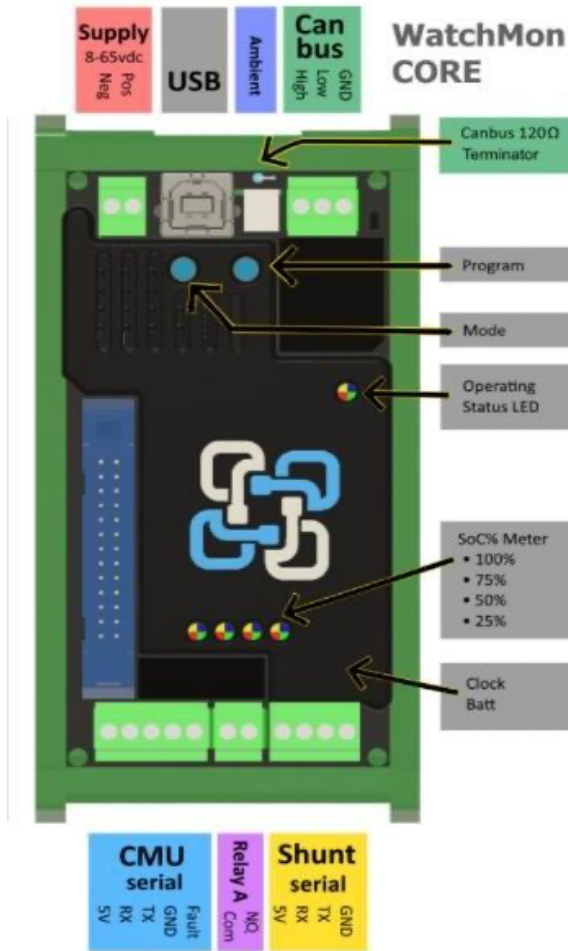 Supply
8-65vdc
Neg
Pos
USB
Ambient
Can
bus
High
Low
GND
WatchMon
CORE
Canbus 120Ω
Terminator
Program
Mode
Operating
Status LED
SoC% Meter
• 100%
• 75%
• 50%
• 25%
Clock
Batt
CMU
serial
5V
RX
TX
GND
Fault
Relay A
Com
NO
Shunt
serial
5V
RX
TX
GND